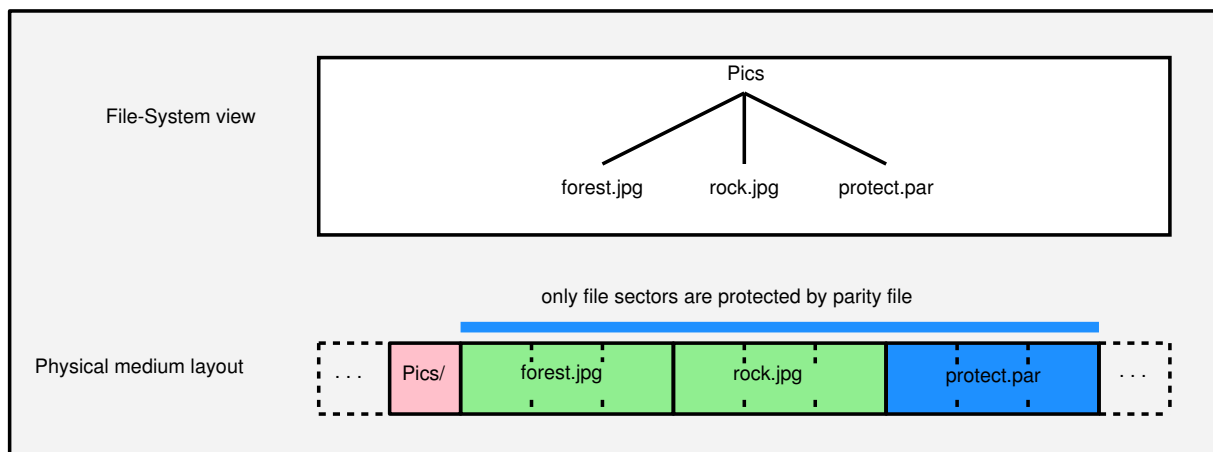 Pics
File-System view
forest.jpg rock.jpg protect.par
only file sectors are protected by parity file
Physical medium layout
. . . Pics/ forest.jpg rock.jpg protect.par . . .